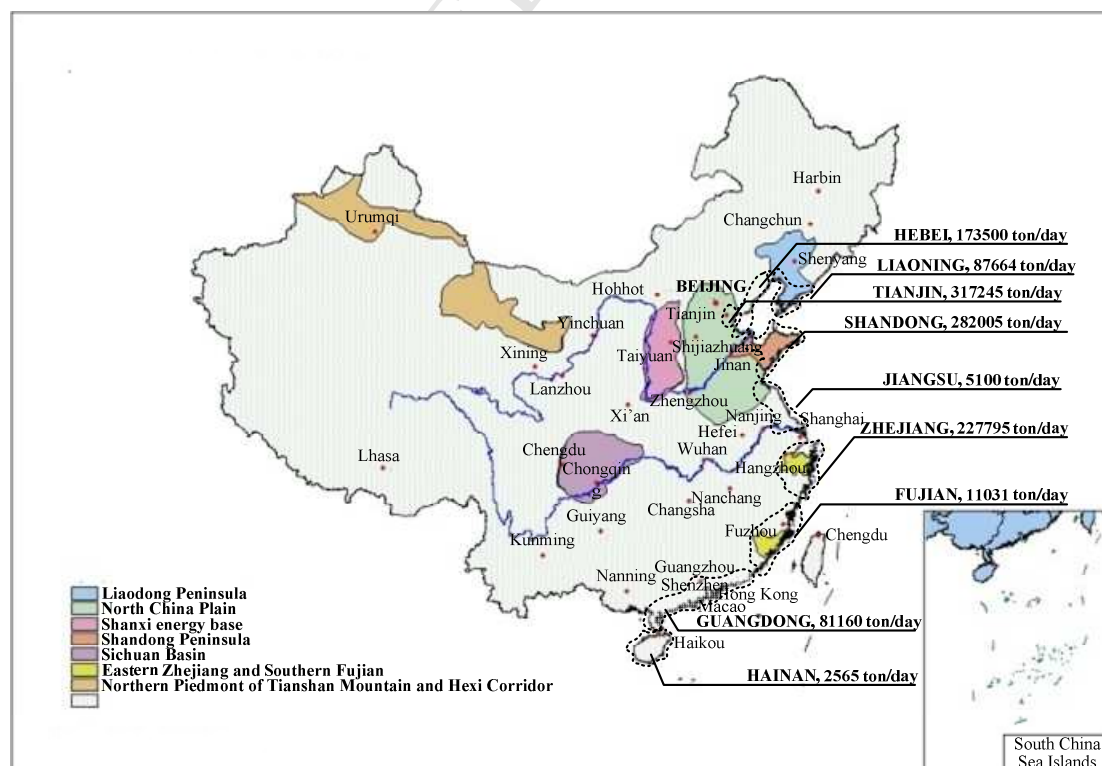 Harbin
Changchun
Urumqi
HEBEI, 173500 ton/day
Shenyang
LIAONING, 87664 ton/day
BEIJING
Hohhot
TIANJIN, 317245 ton/day
Tianjin
Yinchuan
SHANDONG, 282005 ton/day
Shijiazhuang
Xining
Taiyuan
Jinan
Lanzhou
JIANGSU, 5100 ton/day
Zhengzhou
Xi'an
Nanjing
Shanghai
Hefei
ZHEJIANG, 227795 ton/day
Chengdu
Wuhan
Lhasa
Chongqin
g
Hangzhou
Nanchang
FUJIAN, 11031 ton/day
Changsha
Guiyang
Fuzhou
Chengdu
Kunming
Guangzhou
Nanning
Shenzhen
Hong Kong
Macao
GUANGDONG, 81160 ton/day
Haikou
HAINAN, 2565 ton/day
Liaodong Peninsula
North China Plain
Shanxi energy base
Shandong Peninsula
Sichuan Basin
Eastern Zhejiang and Southern Fujian
Northern Piedmont of Tianshan Mountain and Hexi Corridor
South China
Sea Islands